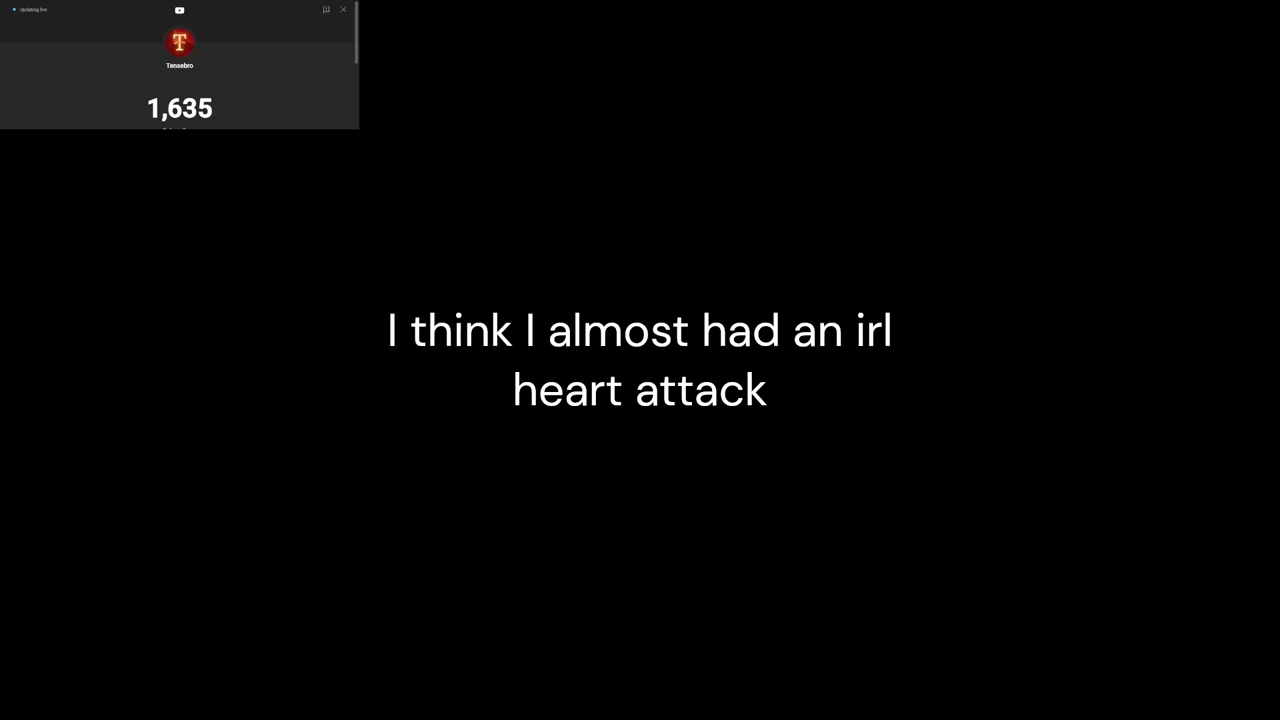 Updating live
Tensebro
1,635
I think I almost had an irl
heart attack